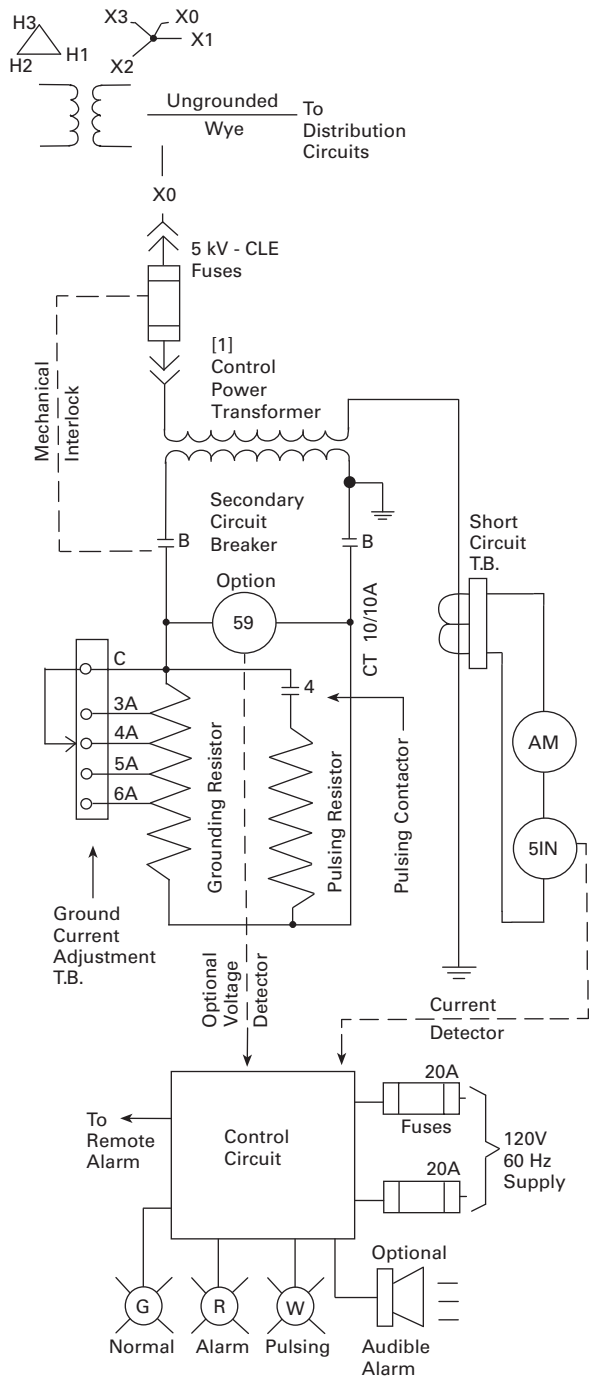 H3
H2
H1
X3
X0
X1
X2
Ungrounded
Wye
To
Distribution
Circuits
X0
5 kV - CLE
Fuses
Mechanical
Interlock
[1]
Control
Power
Transformer
Secondary
Circuit
Breaker
B
B
Short
Circuit
T.B.
Option
59
CT 10/10A
C
3A
4A
5A
6A
4
Grounding Resistor
Pulsing Resistor
Pulsing Contactor
AM
5IN
Ground
Current
Adjustment
T.B.
Optional
Voltage
Detector
Current
Detector
To
Remote
Alarm
Control
Circuit
20A
Fuses
20A
120V
60 Hz
Supply
G
Normal
R
Alarm
W
Pulsing
Optional
Audible
Alarm